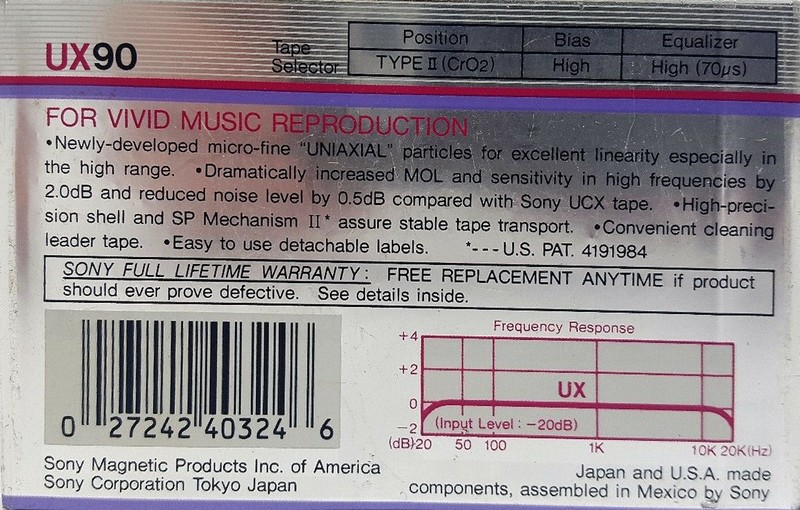 UX90
Tape Selector
Position Bias Equalizer
TYPE II (CrO2) High High (70μs)
FOR VIVID MUSIC REPRODUCTION
•Newly-developed micro-fine "UNIAXIAL" particles for excellent linearity especially in
the high range. •Dramatically increased MOL and sensitivity in high frequencies by
2.0dB and reduced noise level by 0.5dB compared with Sony UCX tape. •High-preci-
sion shell and SP Mechanism II* assure stable tape transport. •Convenient cleaning
leader tape. •Easy to use detachable labels. *---U.S. PAT. 4191984
SONY FULL LIFETIME WARRANTY: FREE REPLACEMENT ANYTIME if product
should ever prove defective. See details inside.
0 27242 40324 6
Frequency Response
+4
+2
0
−2
(dB)
UX
(Input Level : −20dB)
20 50 100 1K 10K 20K(Hz)
Sony Magnetic Products Inc. of America
Sony Corporation Tokyo Japan
Japan and U.S.A. made
components, assembled in Mexico by Sony